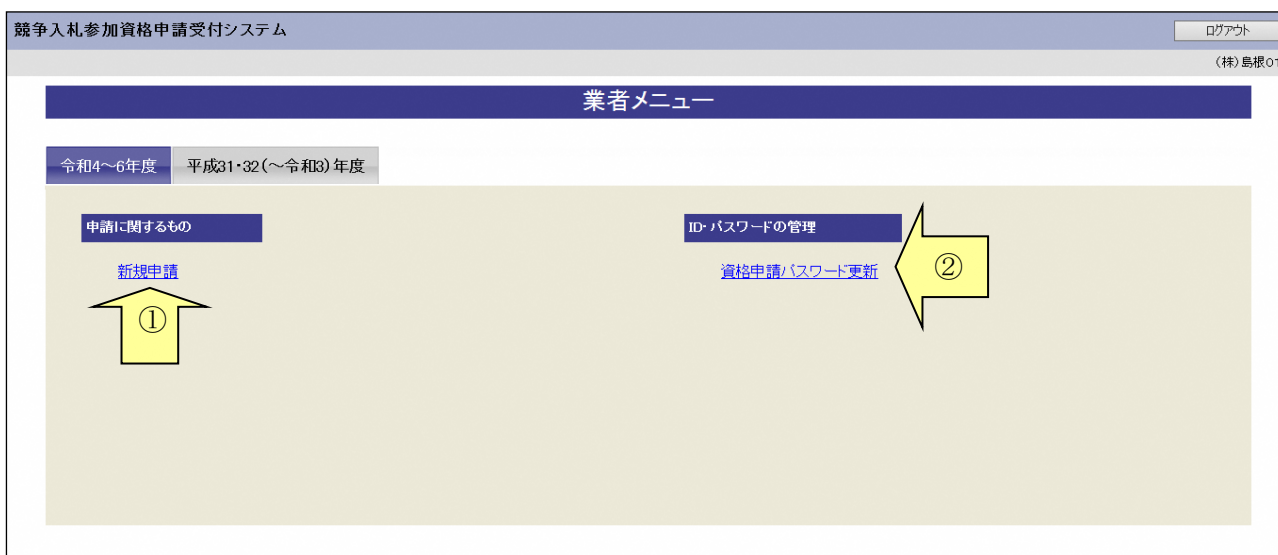 競争入札参加資格申請受付システム
ログアウト
(株)島根01
業者メニュー
令和4～6年度
平成31・32(～令和3)年度
申請に関するもの
ID・パスワードの管理
新規申請
資格申請パスワード更新
①
②